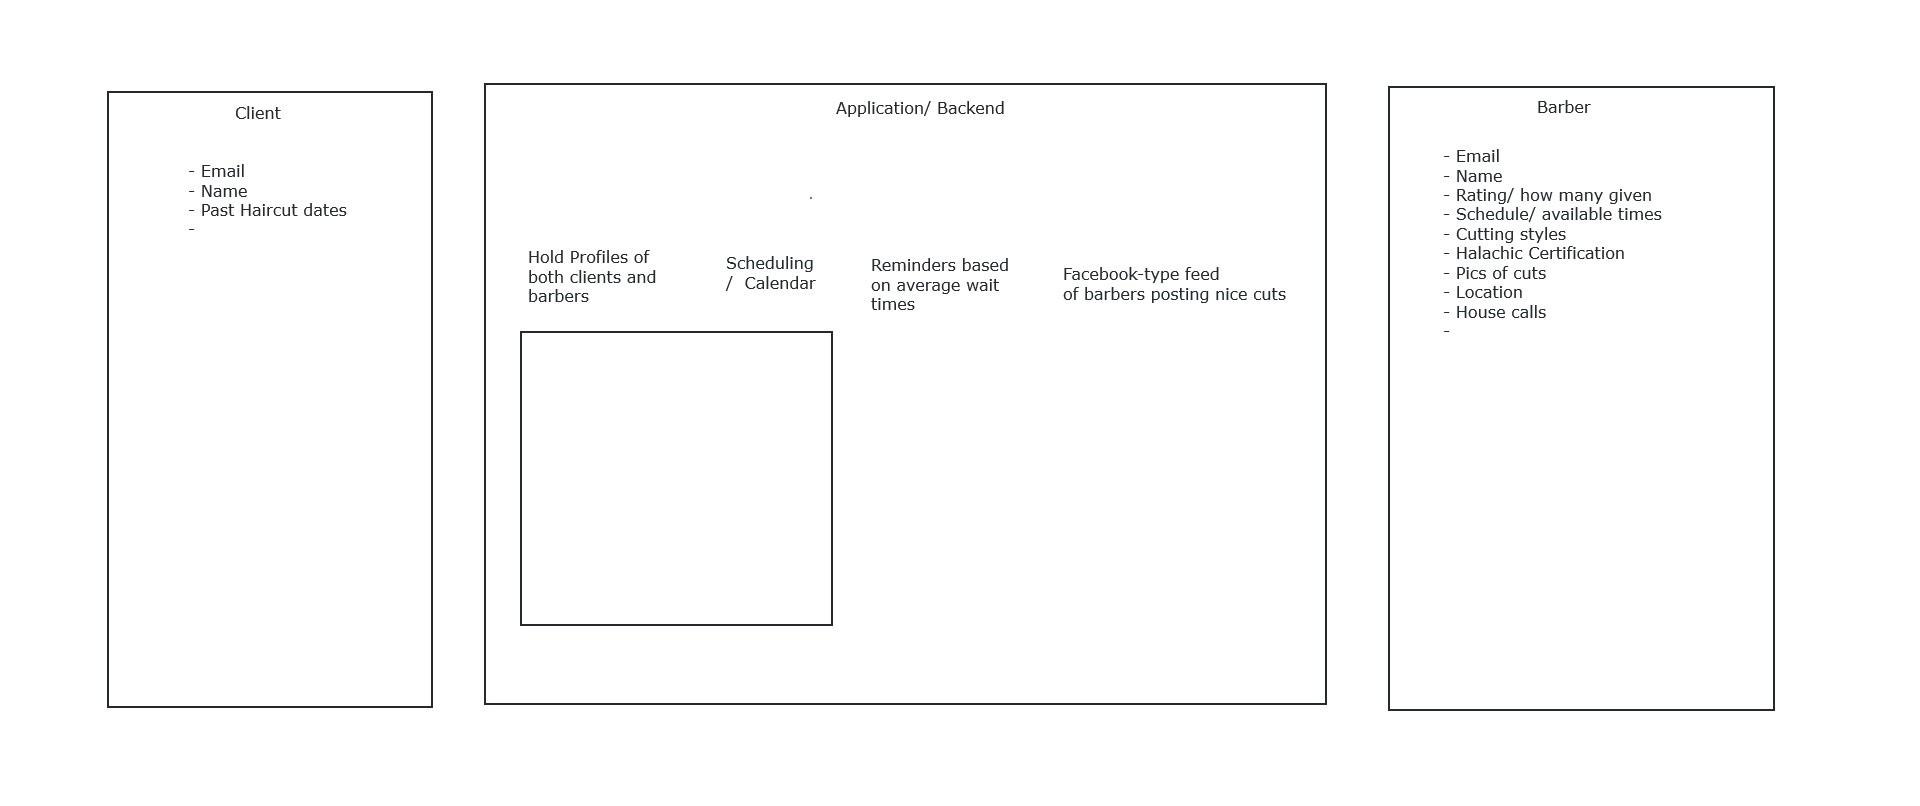 Client
- Email
- Name
- Past Haircut dates
-
Application/ Backend
.
Hold Profiles of
both clients and
barbers
Scheduling
/  Calendar
Reminders based
on average wait
times
Facebook-type feed
of barbers posting nice cuts
Barber
- Email
- Name
- Rating/ how many given
- Schedule/ available times
- Cutting styles
- Halachic Certification
- Pics of cuts
- Location
- House calls
-